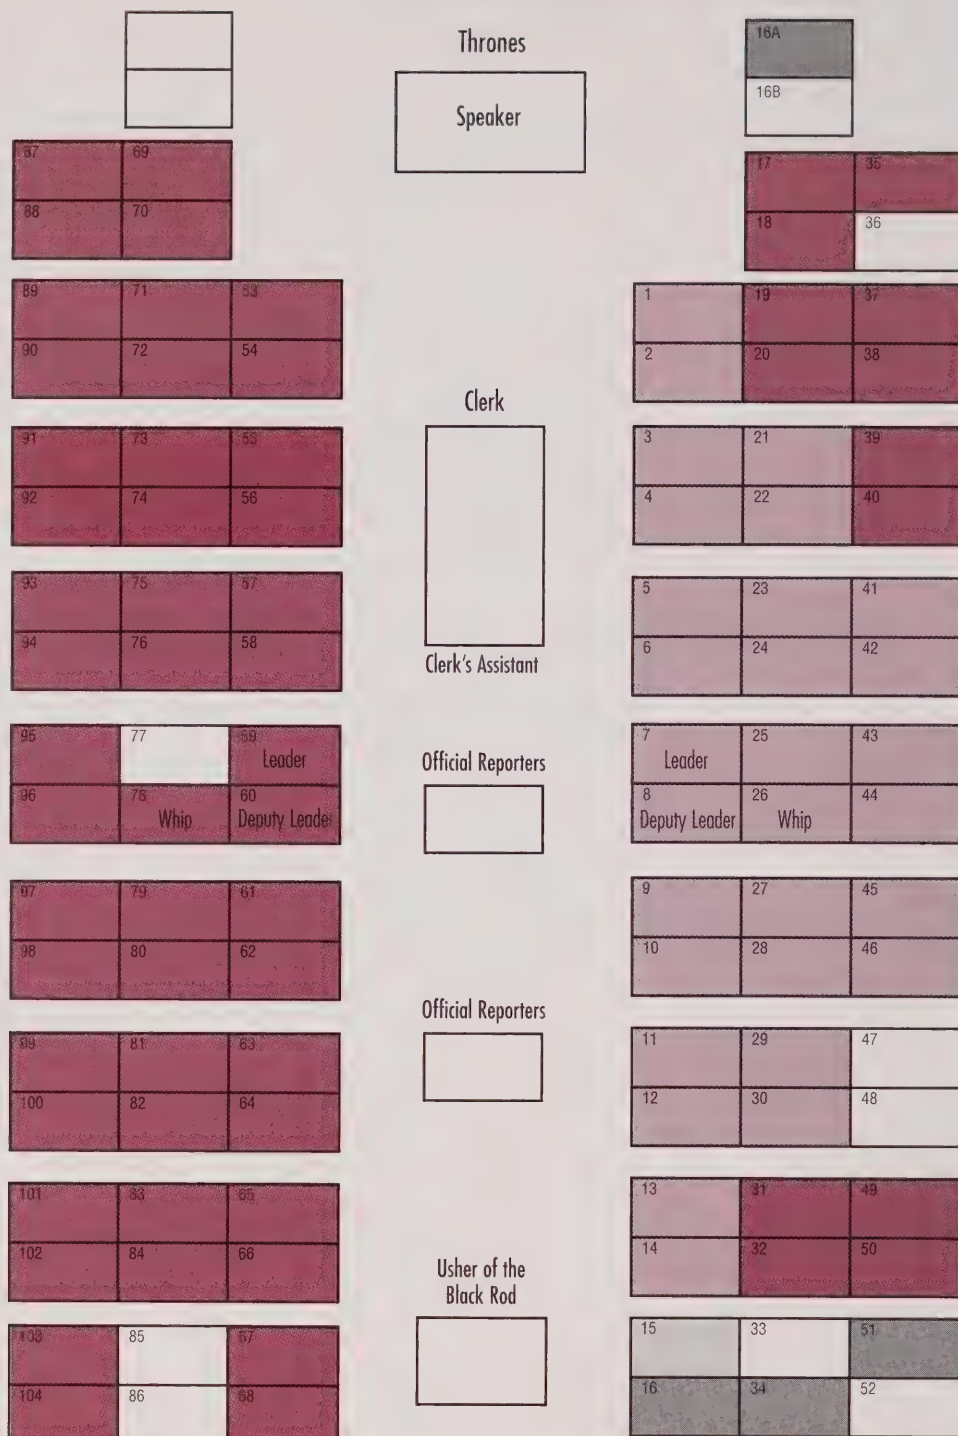 Thrones
Speaker
16A
16B
87 69
88 70
17 35
18 36
89 71 53
90 72 54
1 19 37
2 20 38
Clerk
91 73 55
92 74 56
3 21 39
4 22 40
93 75 57
94 76 58
5 23 41
6 24 42
Clerk's Assistant
95 77 59
Leader
96 78 60
Whip Deputy Leader
Official Reporters
7 25 43
Leader
8 26 44
Deputy Leader Whip
97 79 61
98 80 62
9 27 45
10 28 46
Official Reporters
99 81 63
100 82 64
11 29 47
12 30 48
101 83 65
102 84 66
13 31 49
14 32 50
Usher of the
Black Rod
103 85 67
104 86 68
15 33 51
16 34 52